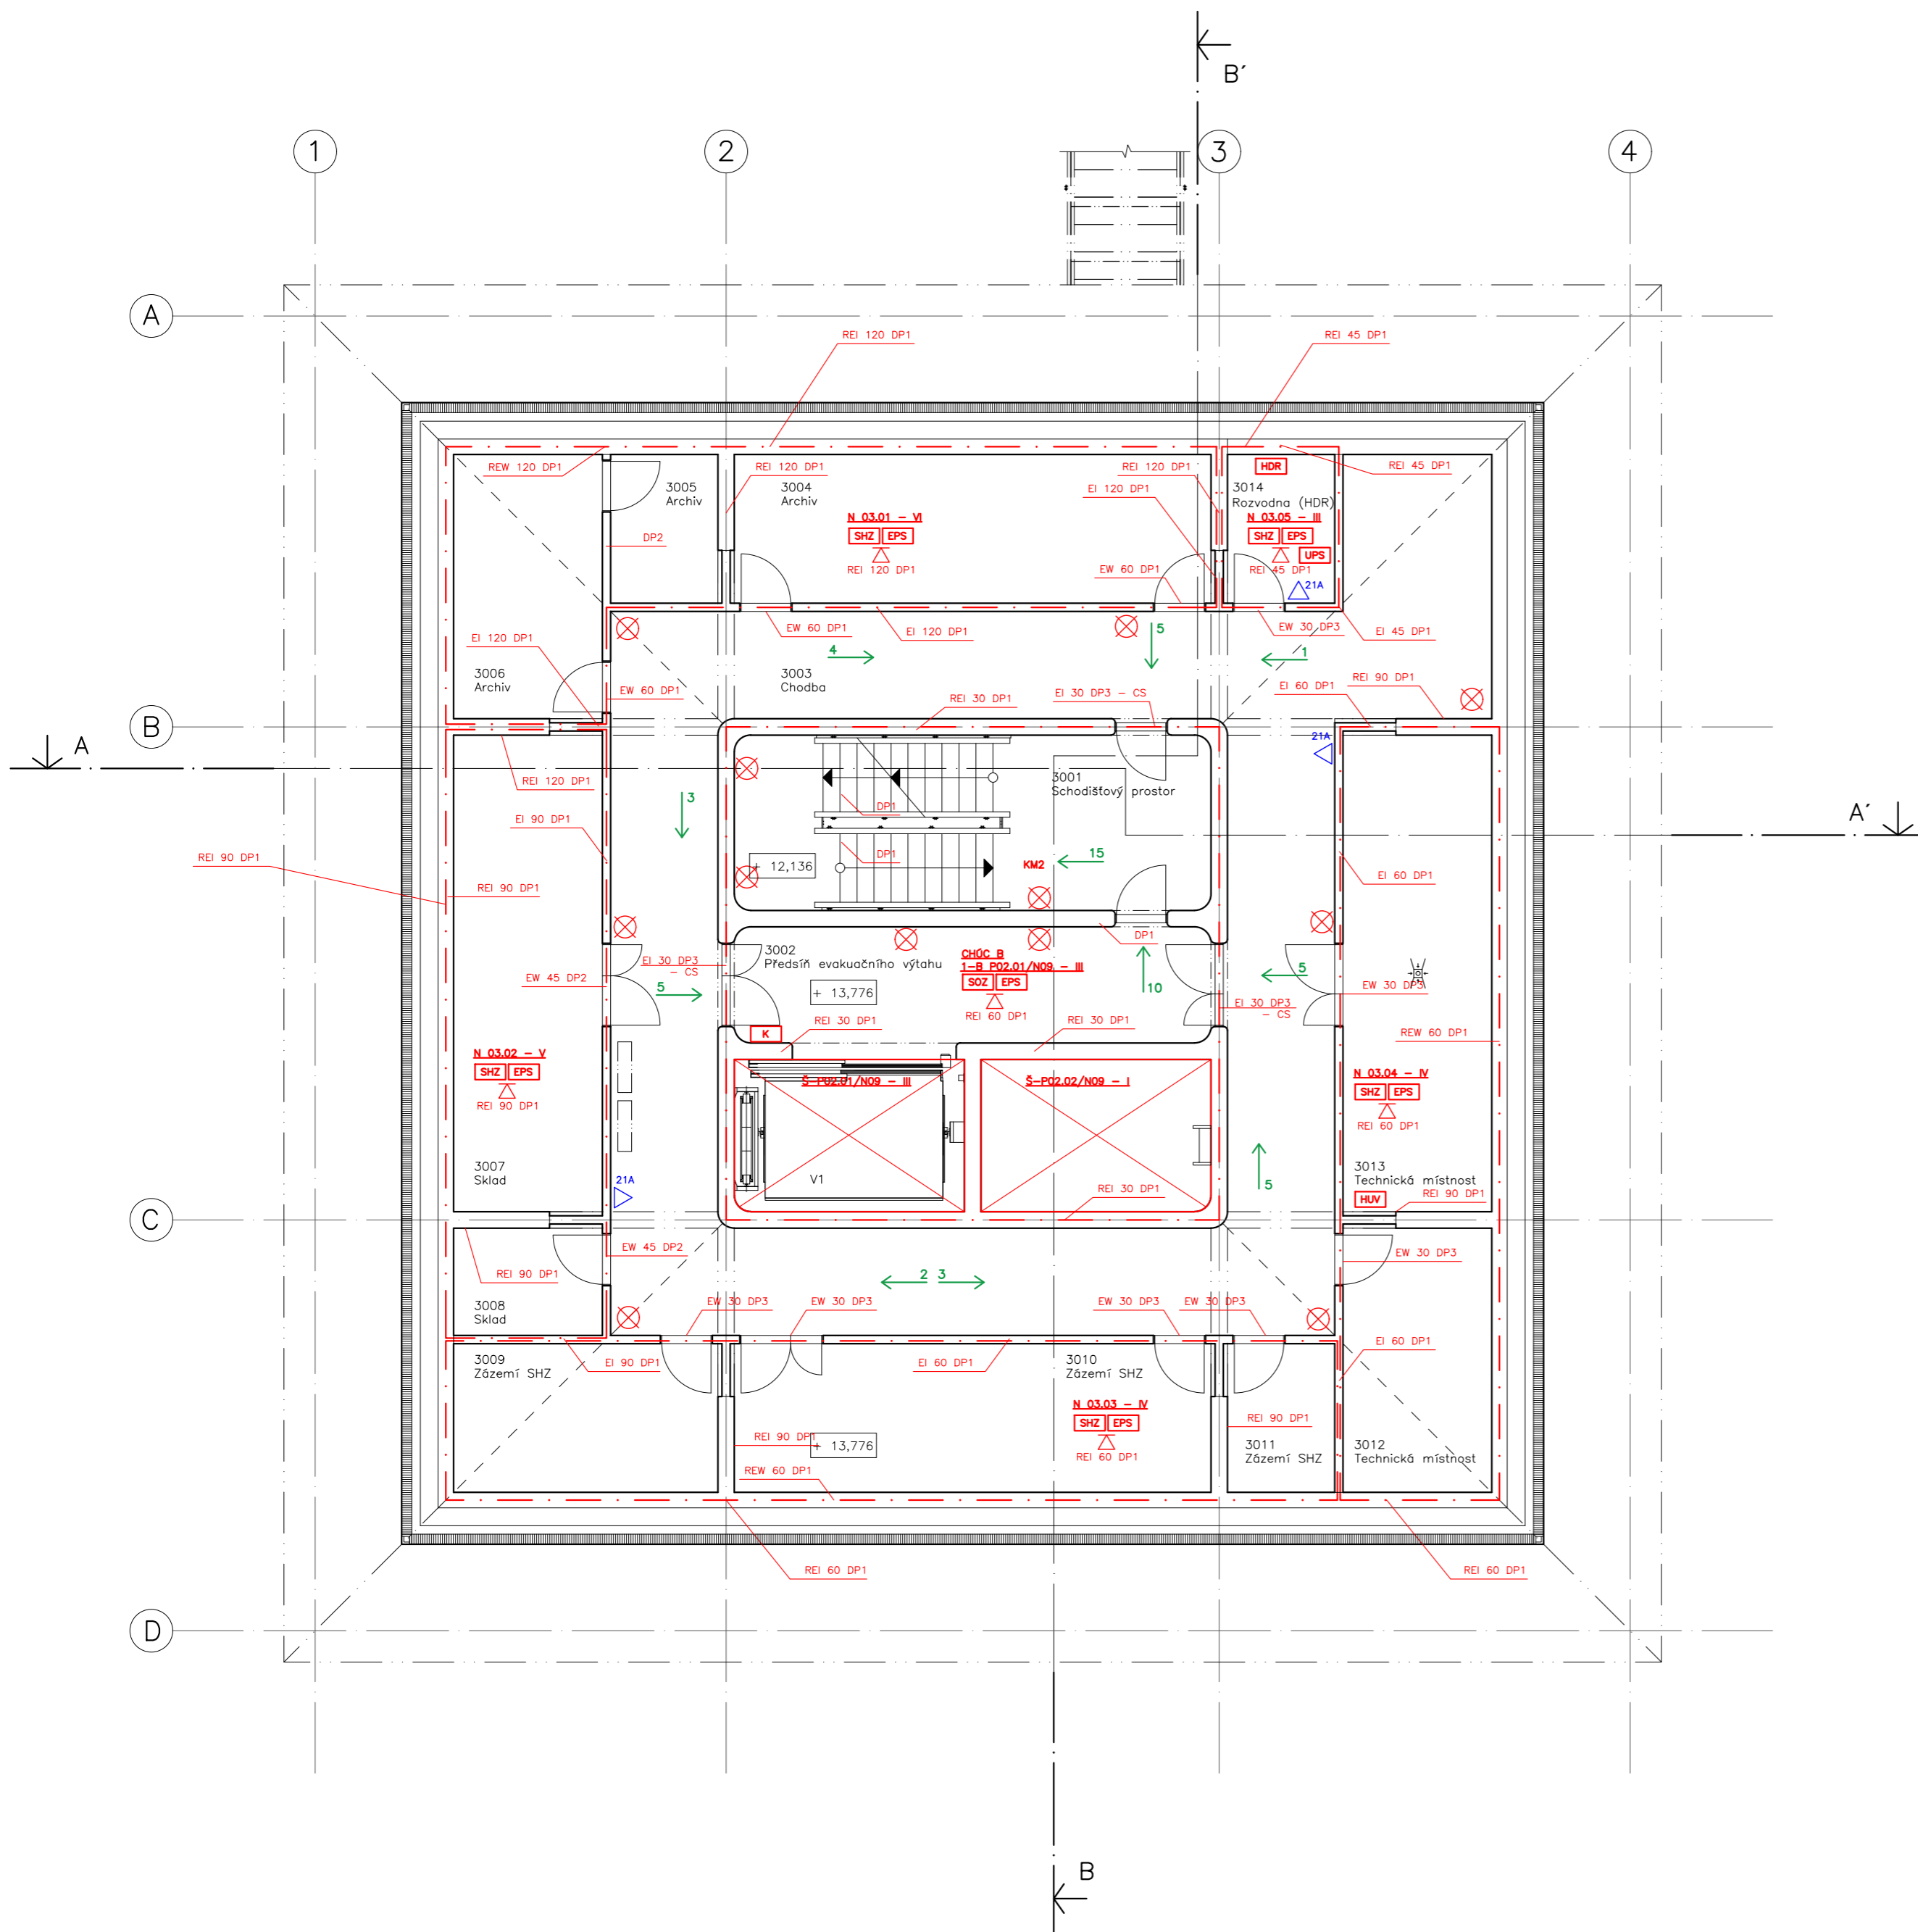 B´
1
2
3
4
A
REI 120 DP1
REI 45 DP1
REW 120 DP1
REI 120 DP1
REI 120 DP1
HDR
REI 45 DP1
3005
Archiv
3004
Archiv
EI 120 DP1
3014
Rozvodna (HDR)
N 03.01 – VI
SHZ EPS
REI 120 DP1
N 03.05 – III
SHZ EPS
UPS
REI 45 DP1
21A
DP2
EW 60 DP1
EI 120 DP1
EW 60 DP1
EI 120 DP1
5
EW 30 DP3
EI 45 DP1
4
1
3006
Archiv
3003
Chodba
EW 60 DP1
REI 30 DP1
EI 30 DP3 – CS
EI 60 DP1
REI 90 DP1
B
A
21A
REI 120 DP1
3001
Schodišťový prostor
3
DP1
A´
EI 90 DP1
REI 90 DP1
DP1
+ 12,136
KM2
15
EI 60 DP1
REI 90 DP1
DP1
3002
Předsíň evakuačního výtahu
CHÚC B
1–B P02.01/N09. – III
SOZ EPS
REI 60 DP1
EI 30 DP3
– CS
EW 45 DP2
5
+ 13,776
10
5
EW 30 DP3
EI 30 DP3
– CS
K
REI 30 DP1
REI 30 DP1
REW 60 DP1
N 03.02 – V
SHZ EPS
REI 90 DP1
Š–P02.01/N09 – III
Š–P02.02/N09 – I
N 03.04 – IV
SHZ EPS
REI 60 DP1
3007
Sklad
21A
V1
REI 30 DP1
5
3013
Technická místnost
HUV
REI 90 DP1
C
EW 45 DP2
EW 30 DP3
REI 90 DP1
2 3
3008
Sklad
EW 30 DP3
EW 30 DP3
EW 30 DP3
EW 30 DP3
3009
Zázemí SHZ
EI 90 DP1
EI 60 DP1
3010
Zázemí SHZ
EI 60 DP1
N 03.03 – IV
SHZ EPS
REI 60 DP1
REI 90 DP1
REI 90 DP1
+ 13,776
3011
Zázemí SHZ
3012
Technická místnost
REW 60 DP1
REI 60 DP1
REI 60 DP1
D
B